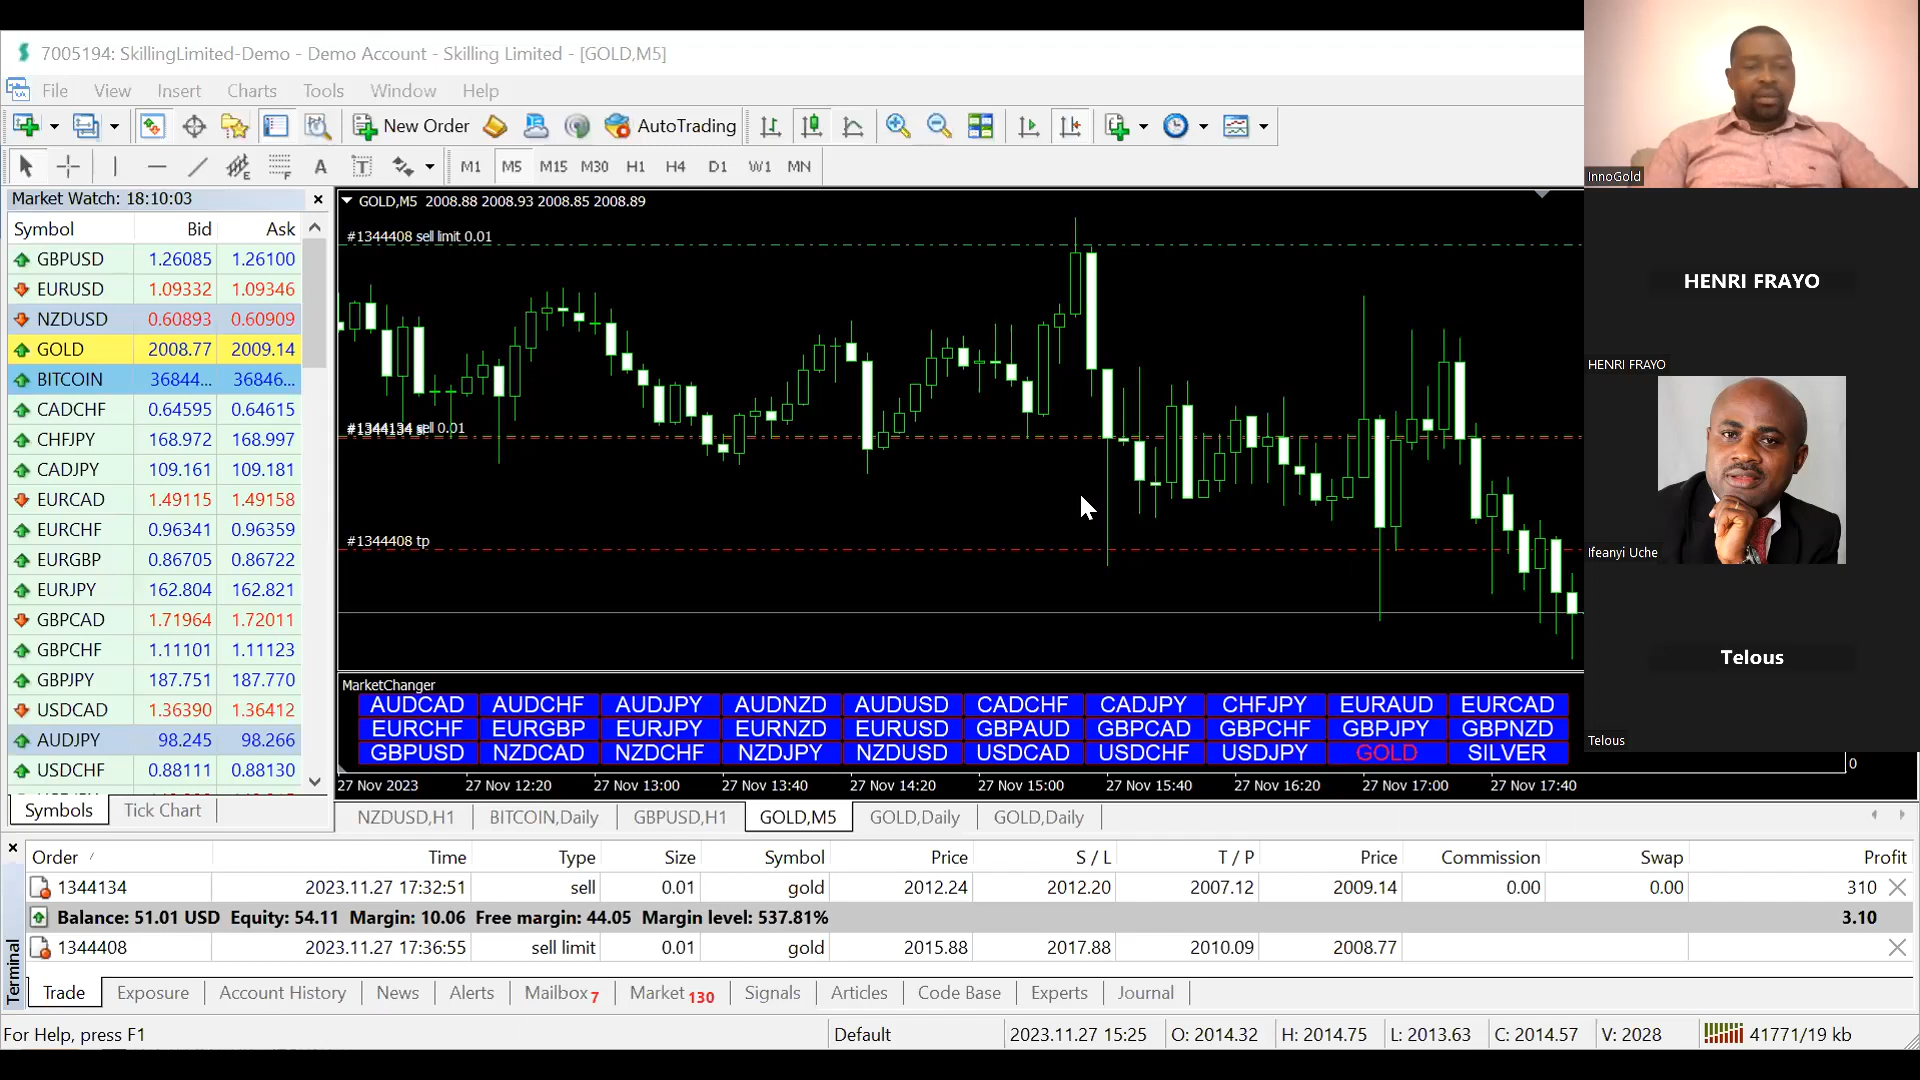 7005194: SkillingLimited-Demo - Demo Account - Skilling Limited - [GOLD,M5]
File View Insert Charts Tools Window Help
New Order AutoTrading
M1 M5 M15 M30 H1 H4 D1 W1 MN
Market Watch: 18:10:03
Symbol Bid Ask
GBPUSD 1.26085 1.26100
EURUSD 1.09332 1.09346
NZDUSD 0.60893 0.60909
GOLD 2008.77 2009.14
BITCOIN 36844... 36846...
CADCHF 0.64595 0.64615
CHFJPY 168.972 168.997
CADJPY 109.161 109.181
EURCAD 1.49115 1.49158
EURCHF 0.96341 0.96359
EURGBP 0.86705 0.86722
EURJPY 162.804 162.821
GBPCAD 1.71964 1.72011
GBPCHF 1.11101 1.11123
GBPJPY 187.751 187.770
USDCAD 1.36390 1.36412
AUDJPY 98.245 98.266
USDCHF 0.88111 0.88130
Symbols Tick Chart
GOLD,M5 2008.88 2008.93 2008.85 2008.89
#1344408 sell limit 0.01
#1344134 sell 0.01
#1344408 tp
MarketChanger
AUDCAD AUDCHF AUDJPY AUDNZD AUDUSD CADCHF CADJPY CHFJPY EURAUD EURCAD
EURCHF EURGBP EURJPY EURNZD EURUSD GBPAUD GBPCAD GBPCHF GBPJPY GBPNZD
GBPUSD NZDCAD NZDCHF NZDJPY NZDUSD USDCAD USDCHF USDJPY GOLD SILVER
0
27 Nov 2023 27 Nov 12:20 27 Nov 13:00 27 Nov 13:40 27 Nov 14:20 27 Nov 15:00 27 Nov 15:40 27 Nov 16:20 27 Nov 17:00 27 Nov 17:40
NZDUSD,H1 BITCOIN,Daily GBPUSD,H1 GOLD,M5 GOLD,Daily GOLD,Daily
InnoGold
HENRI FRAYO
HENRI FRAYO
Ifeanyi Uche
Telous
Telous
Order Time Type Size Symbol Price S / L T / P Price Commission Swap Profit
1344134 2023.11.27 17:32:51 sell 0.01 gold 2012.24 2012.20 2007.12 2009.14 0.00 0.00 310
Balance: 51.01 USD Equity: 54.11 Margin: 10.06 Free margin: 44.05 Margin level: 537.81% 3.10
1344408 2023.11.27 17:36:55 sell limit 0.01 gold 2015.88 2017.88 2010.09 2008.77
Terminal
Trade Exposure Account History News Alerts Mailbox 7 Market 130 Signals Articles Code Base Experts Journal
For Help, press F1 Default 2023.11.27 15:25 O: 2014.32 H: 2014.75 L: 2013.63 C: 2014.57 V: 2028 41771/19 kb